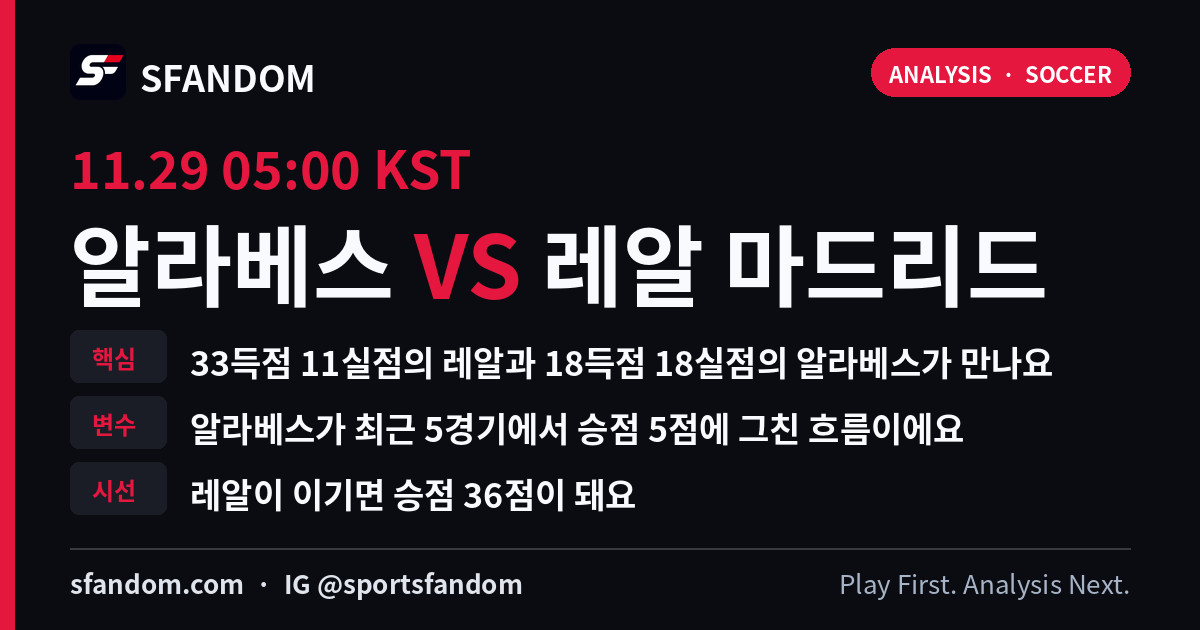 SF SFANDOM
ANALYSIS · SOCCER
11.29 05:00 KST
알라베스 VS 레알 마드리드
핵심 33득점 11실점의 레알과 18득점 18실점의 알라베스가 만나요
변수 알라베스가 최근 5경기에서 승점 5점에 그친 흐름이에요
시선 레알이 이기면 승점 36점이 돼요
sfandom.com · IG @sportsfandom
Play First. Analysis Next.